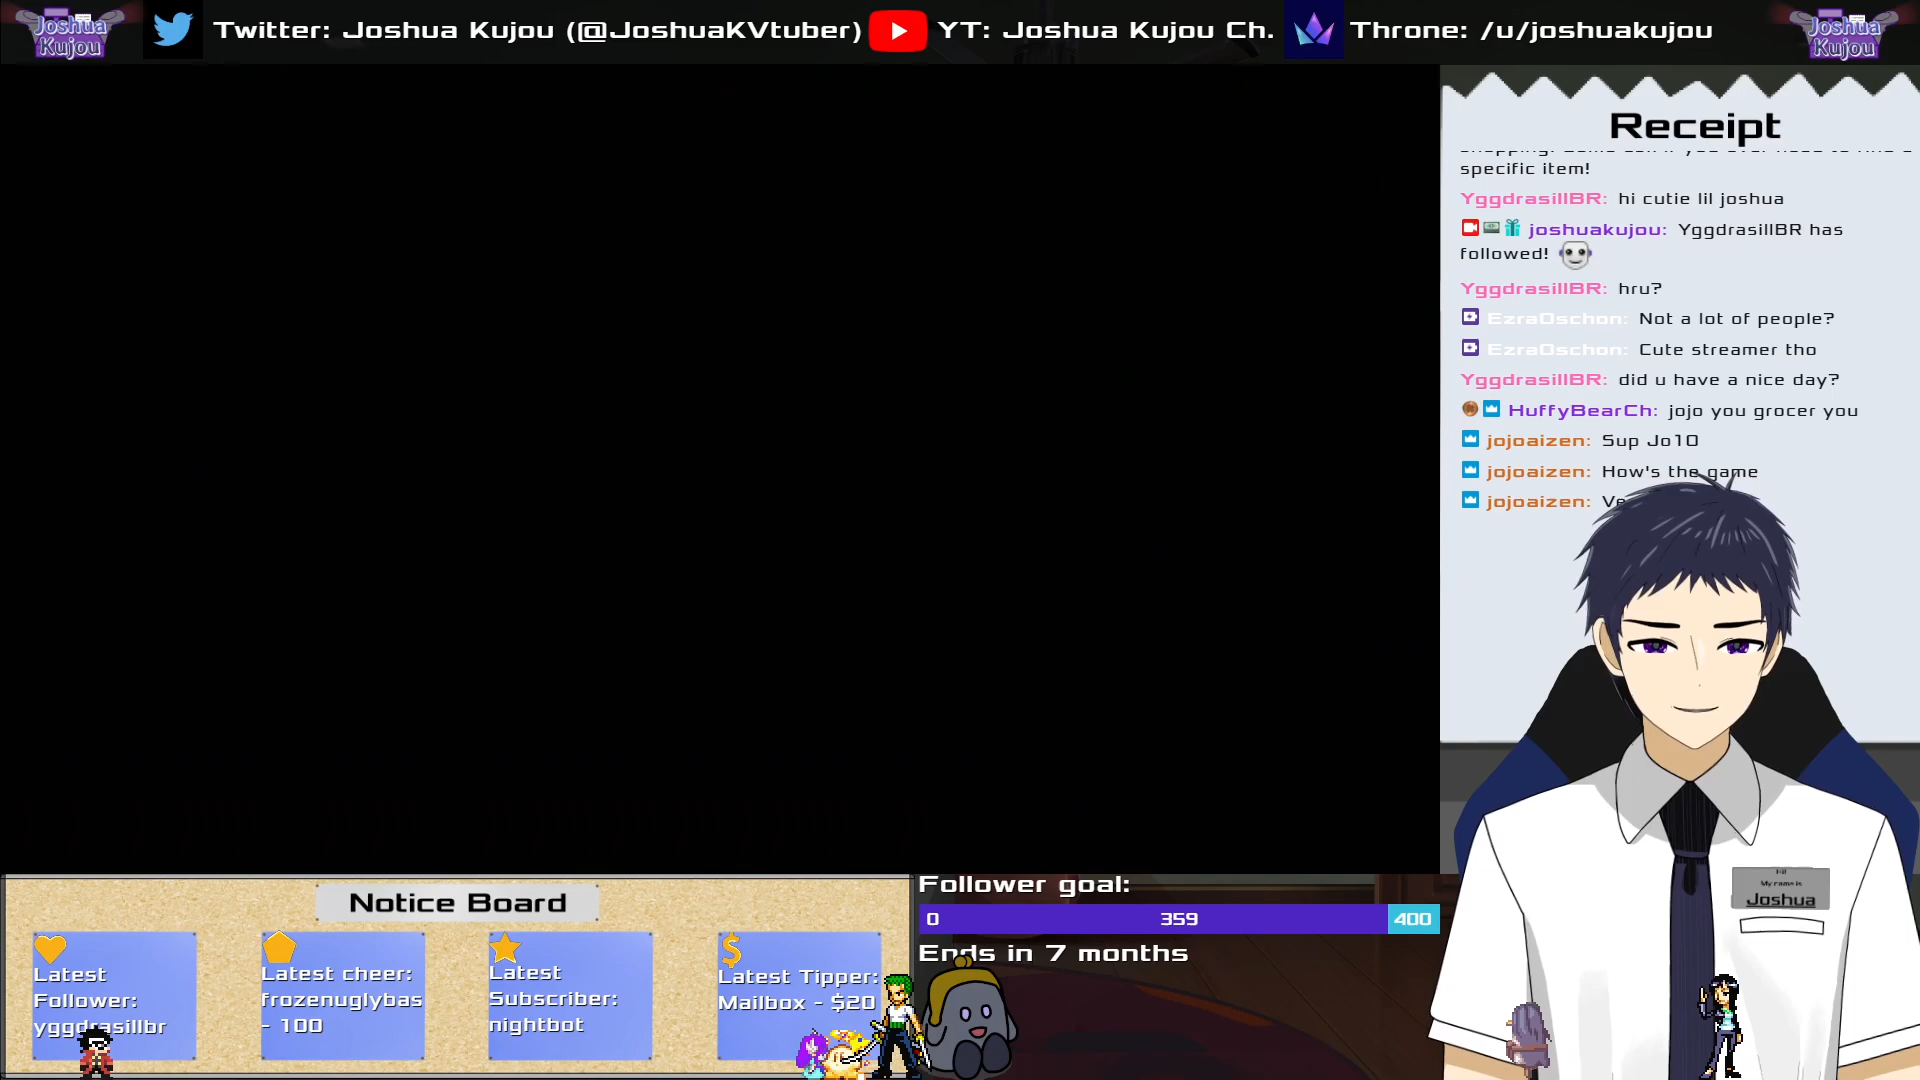 Joshua
Kujou
Twitter: Joshua Kujou (@JoshuaKVtuber)
YT: Joshua Kujou Ch.
Throne: /u/joshuakujou
Joshua
Kujou
Receipt
specific item!
YggdrasillBR: hi cutie lil joshua
joshuakujou: YggdrasillBR has
followed!
YggdrasillBR: hru?
EzraOschon: Not a lot of people?
EzraOschon: Cute streamer tho
YggdrasillBR: did u have a nice day?
HuffyBearCh: jojo you grocer you
jojoaizen: Sup Jo10
jojoaizen: How's the game
jojoaizen:
Hi!
My name is
Joshua
Notice Board
Latest
Follower:
yggdrasillbr
Latest cheer:
frozenuglybas
- 100
Latest
Subscriber:
nightbot
Latest Tipper:
Mailbox - $20
Follower goal:
0 359 400
Ends in 7 months